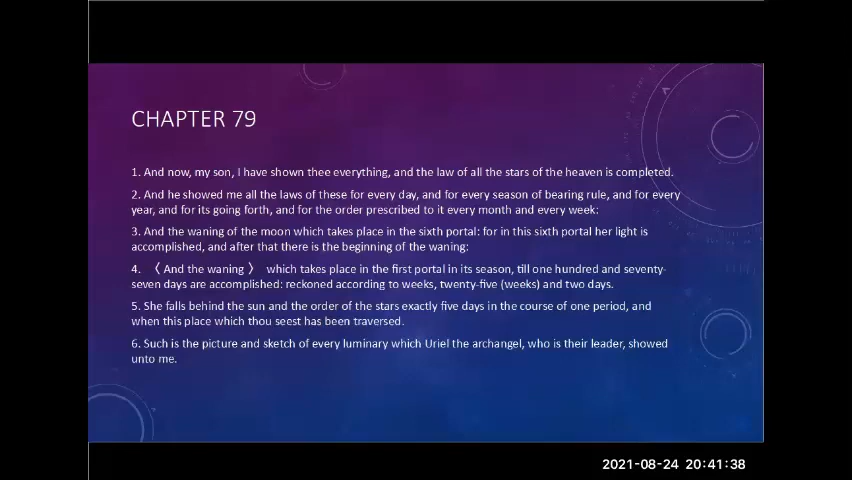 CHAPTER 79
1. And now, my son, I have shown thee everything, and the law of all the stars of the heaven is completed.
2. And he showed me all the laws of these for every day, and for every season of bearing rule, and for every
year, and for its going forth, and for the order prescribed to it every month and every week:
3. And the waning of the moon which takes place in the sixth portal: for in this sixth portal her light is
accomplished, and after that there is the beginning of the waning:
4. 〈 And the waning 〉 which takes place in the first portal in its season, till one hundred and seventy-
seven days are accomplished: reckoned according to weeks, twenty-five (weeks) and two days.
5. She falls behind the sun and the order of the stars exactly five days in the course of one period, and
when this place which thou seest has been traversed.
6. Such is the picture and sketch of every luminary which Uriel the archangel, who is their leader, showed
unto me.
2021-08-24 20:41:38